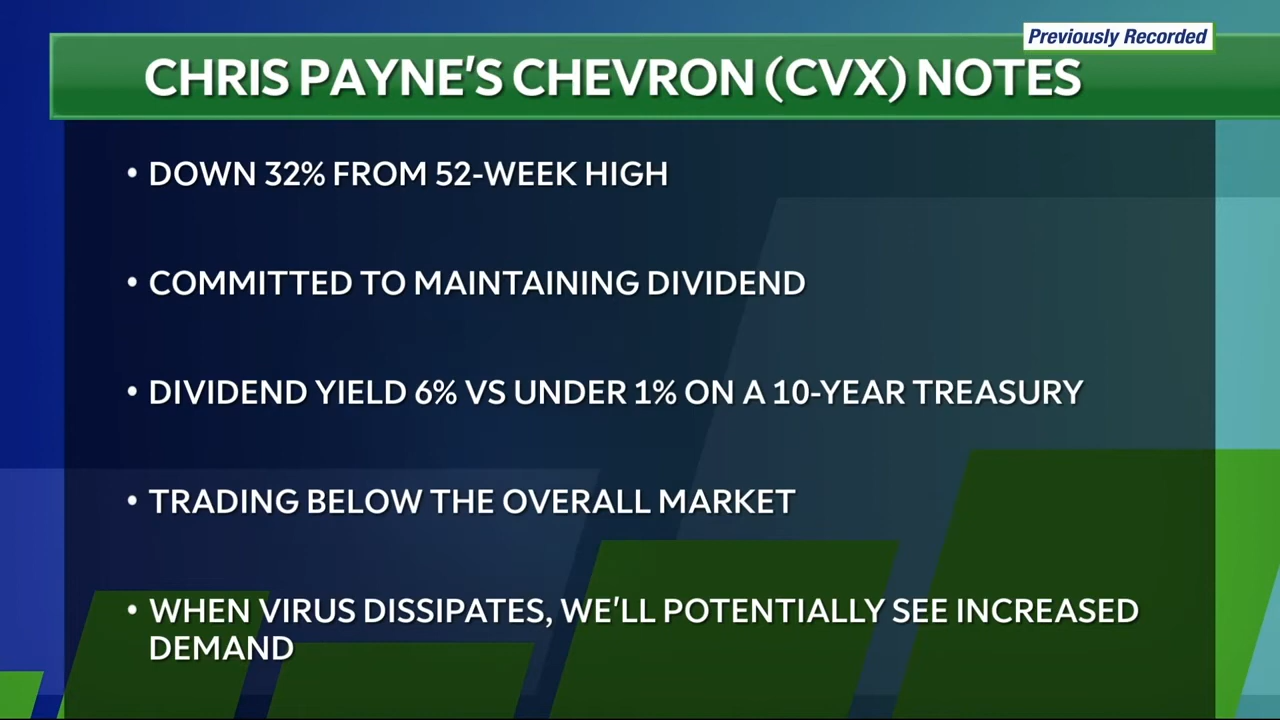 Previously Recorded
CHRIS PAYNE'S CHEVRON (CVX) NOTES
• DOWN 32% FROM 52-WEEK HIGH
• COMMITTED TO MAINTAINING DIVIDEND
• DIVIDEND YIELD 6% VS UNDER 1% ON A 10-YEAR TREASURY
• TRADING BELOW THE OVERALL MARKET
• WHEN VIRUS DISSIPATES, WE'LL POTENTIALLY SEE INCREASED
DEMAND